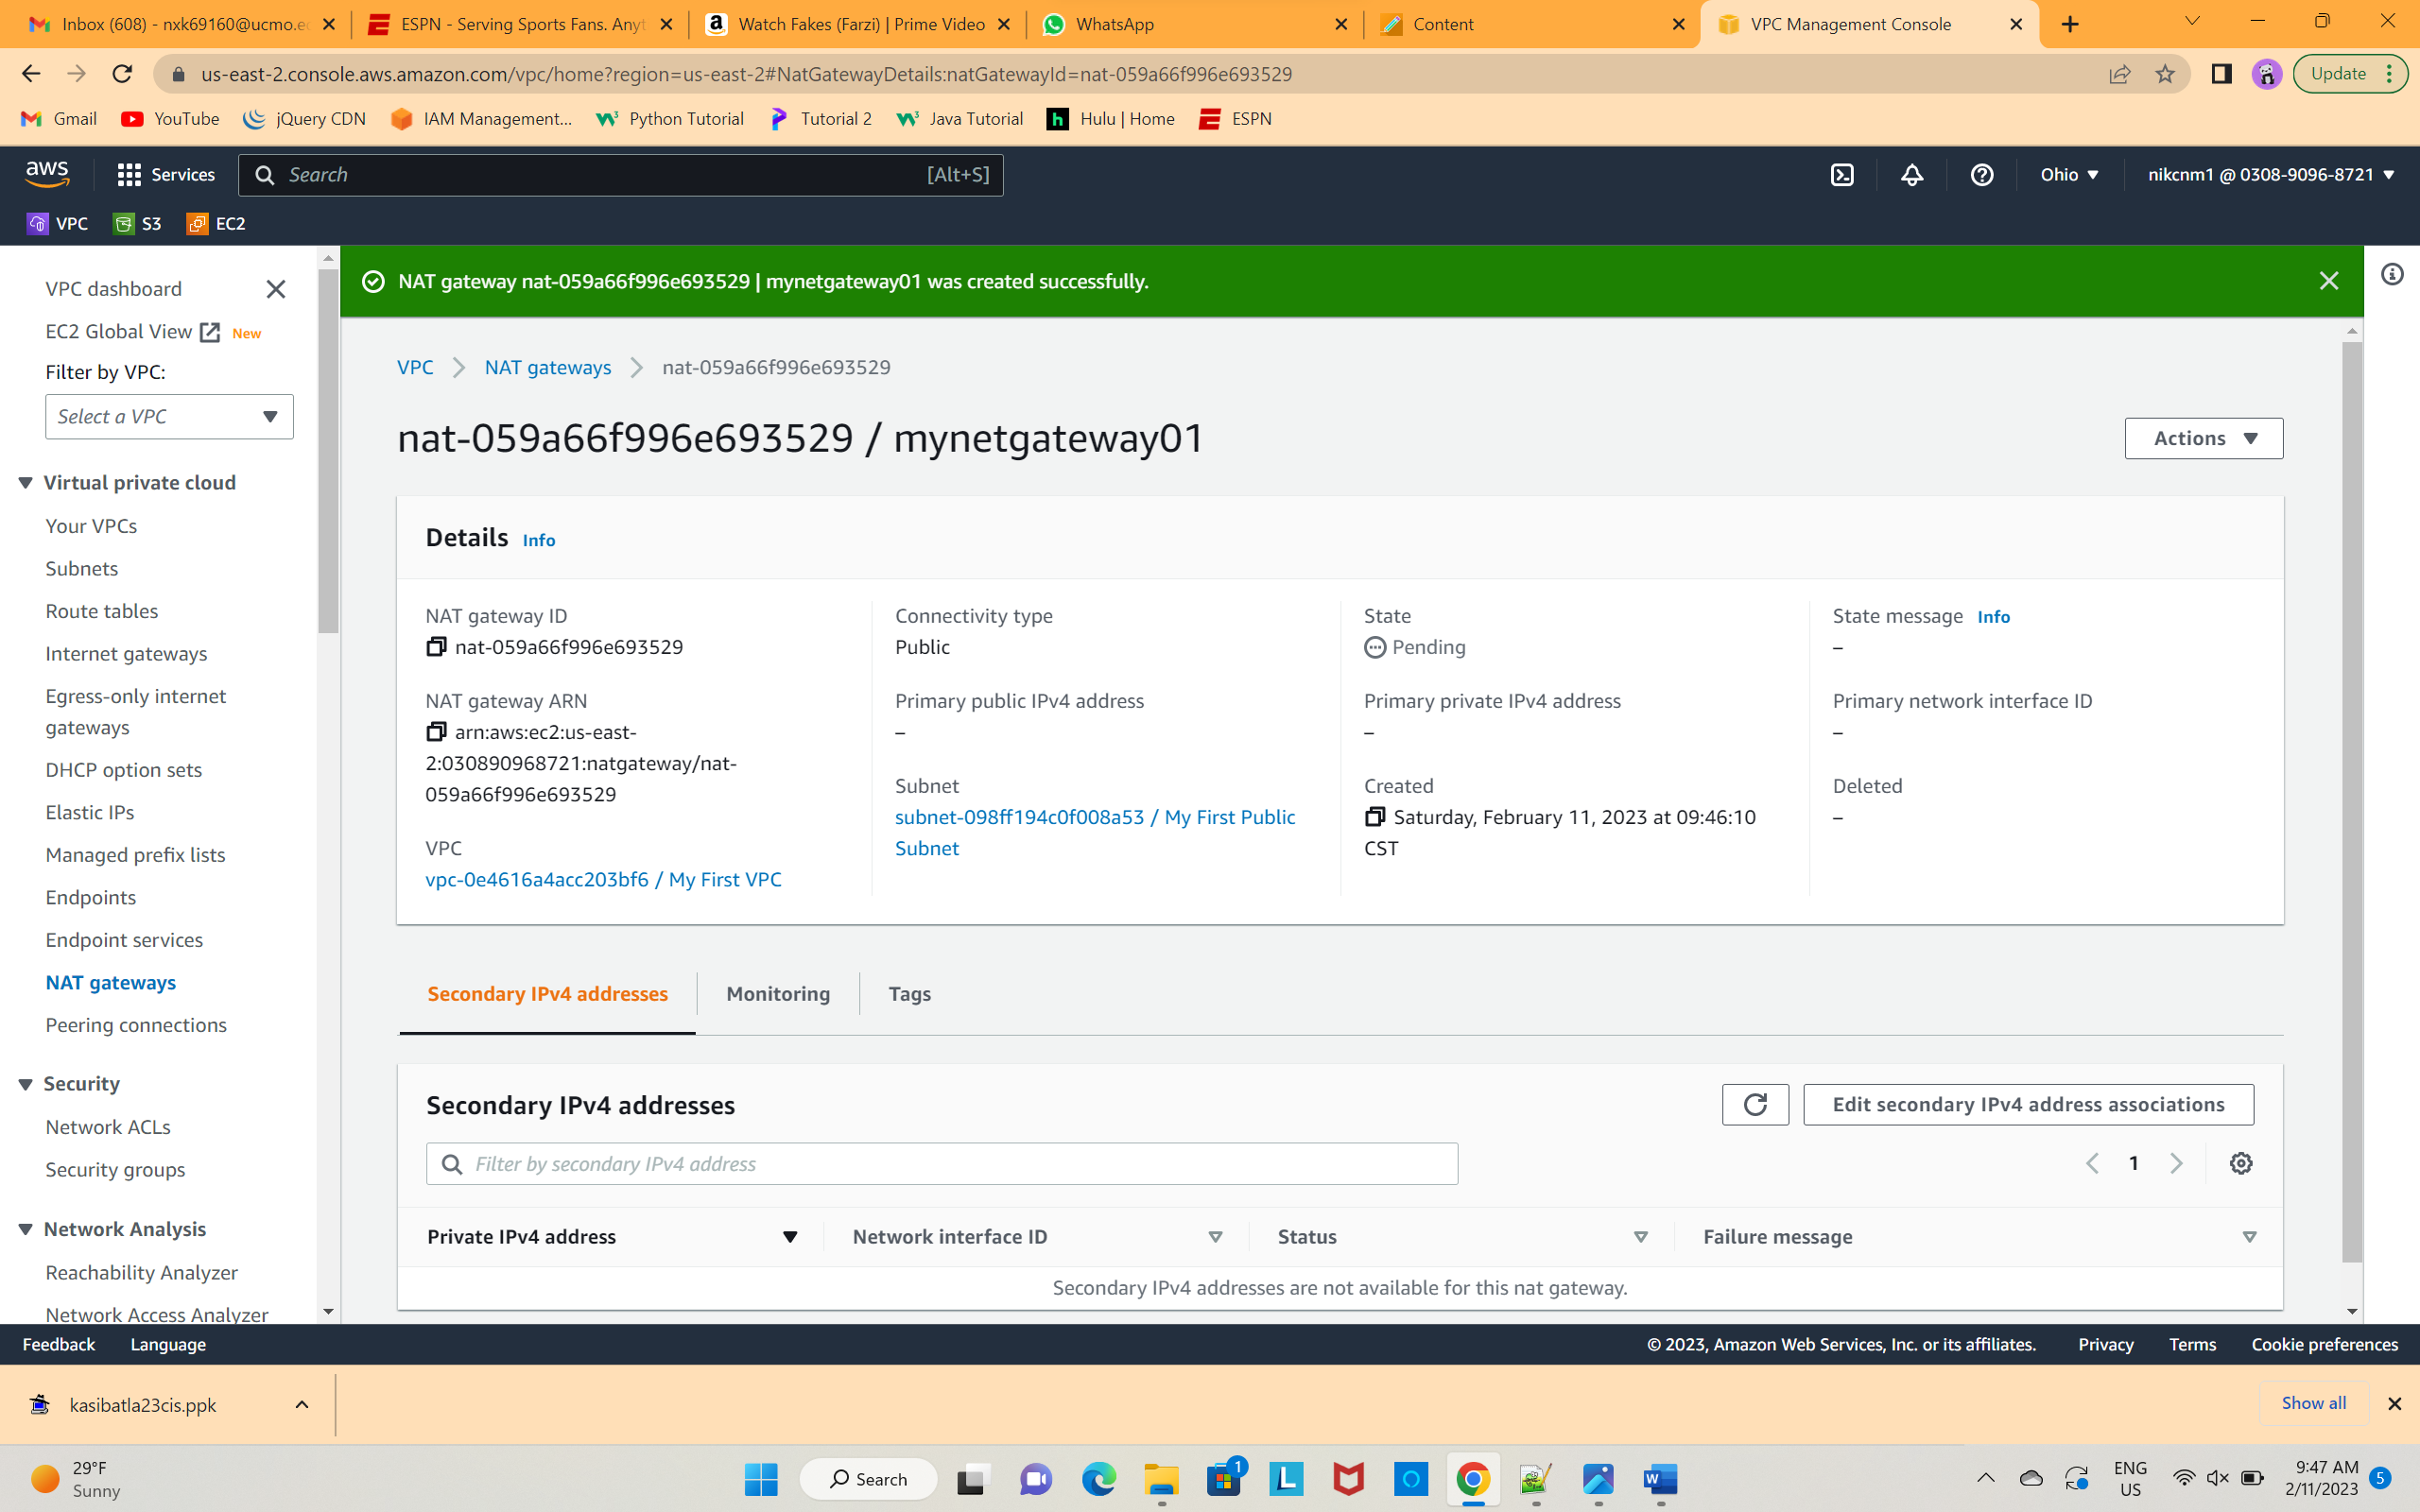 Inbox (608) - nxk69160@ucmo.e
ESPN - Serving Sports Fans. Anyt
Watch Fakes (Farzi) | Prime Video
WhatsApp
Content
VPC Management Console
us-east-2.console.aws.amazon.com/vpc/home?region=us-east-2#NatGatewayDetails:natGatewayId=nat-059a66f996e693529
Update
Gmail
YouTube
jQuery CDN
IAM Management...
Python Tutorial
Tutorial 2
Java Tutorial
Hulu | Home
ESPN
aws
Services
Search
[Alt+S]
Ohio
nikcnm1 @ 0308-9096-8721
VPC
S3
EC2
VPC dashboard
EC2 Global View New
Filter by VPC:
Select a VPC
Virtual private cloud
Your VPCs
Subnets
Route tables
Internet gateways
Egress-only internet
gateways
DHCP option sets
Elastic IPs
Managed prefix lists
Endpoints
Endpoint services
NAT gateways
Peering connections
Security
Network ACLs
Security groups
Network Analysis
Reachability Analyzer
Network Access Analyzer
NAT gateway nat-059a66f996e693529 | mynetgateway01 was created successfully.
VPC > NAT gateways > nat-059a66f996e693529
nat-059a66f996e693529 / mynetgateway01
Actions
Details Info
NAT gateway ID
nat-059a66f996e693529
NAT gateway ARN
arn:aws:ec2:us-east-
2:030890968721:natgateway/nat-
059a66f996e693529
VPC
vpc-0e4616a4acc203bf6 / My First VPC
Connectivity type
Public
Primary public IPv4 address
–
Subnet
subnet-098ff194c0f008a53 / My First Public
Subnet
State
Pending
Primary private IPv4 address
–
Created
Saturday, February 11, 2023 at 09:46:10
CST
State message Info
–
Primary network interface ID
–
Deleted
–
Secondary IPv4 addresses
Monitoring
Tags
Secondary IPv4 addresses
Edit secondary IPv4 address associations
Filter by secondary IPv4 address
1
Private IPv4 address
Network interface ID
Status
Failure message
Secondary IPv4 addresses are not available for this nat gateway.
Feedback
Language
© 2023, Amazon Web Services, Inc. or its affiliates.
Privacy
Terms
Cookie preferences
kasibatla23cis.ppk
Show all
29°F
Sunny
Search
1
ENG
US
9:47 AM
2/11/2023
5